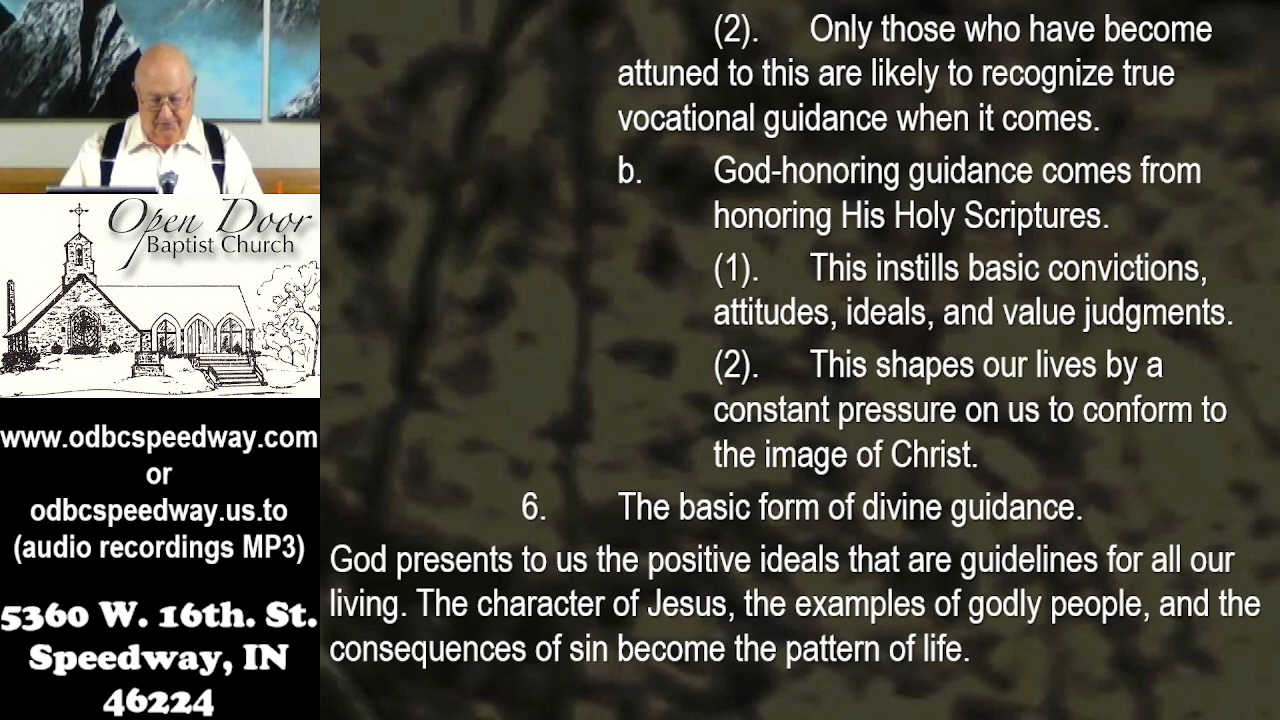 Open Door
Baptist Church
www.odbcspeedway.com
or
odbcspeedway.us.to
(audio recordings MP3)
5360 W. 16th. St.
Speedway, IN
46224
(2). Only those who have become
attuned to this are likely to recognize true
vocational guidance when it comes.
b. God-honoring guidance comes from
honoring His Holy Scriptures.
(1). This instills basic convictions,
attitudes, ideals, and value judgments.
(2). This shapes our lives by a
constant pressure on us to conform to
the image of Christ.
6. The basic form of divine guidance.
God presents to us the positive ideals that are guidelines for all our
living. The character of Jesus, the examples of godly people, and the
consequences of sin become the pattern of life.